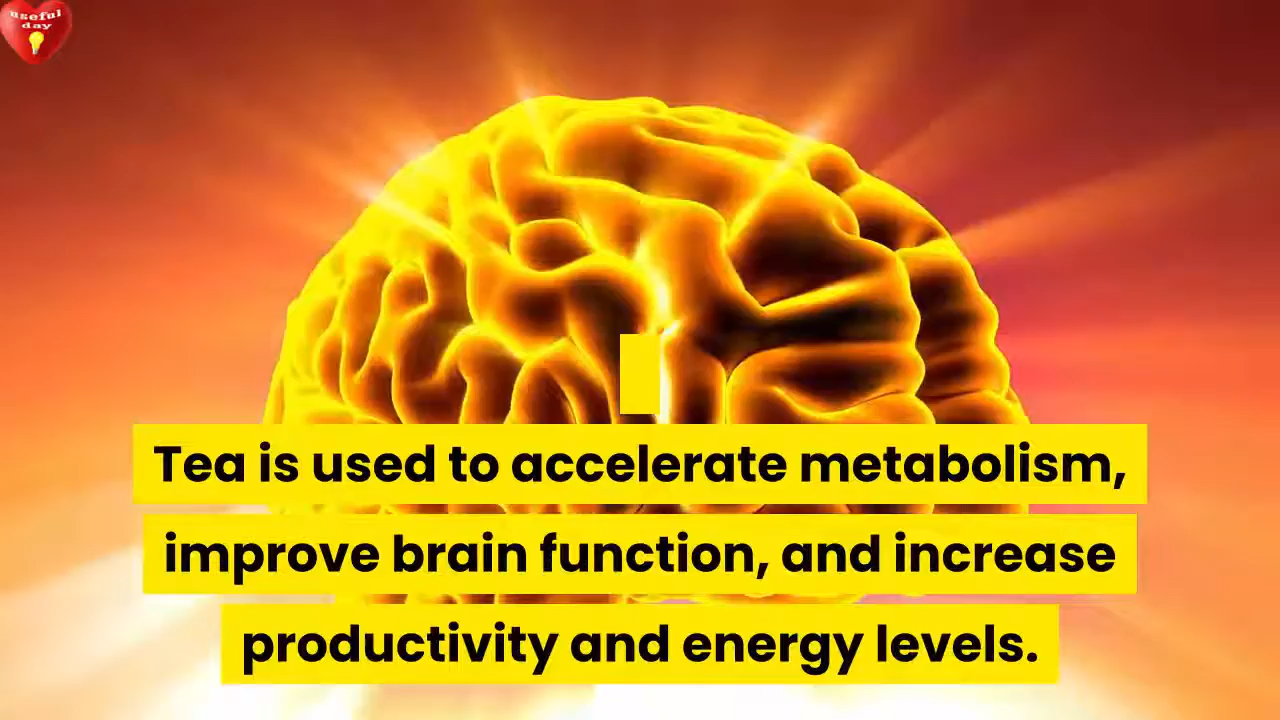 useful
day
Tea is used to accelerate metabolism,
improve brain function, and increase
productivity and energy levels.